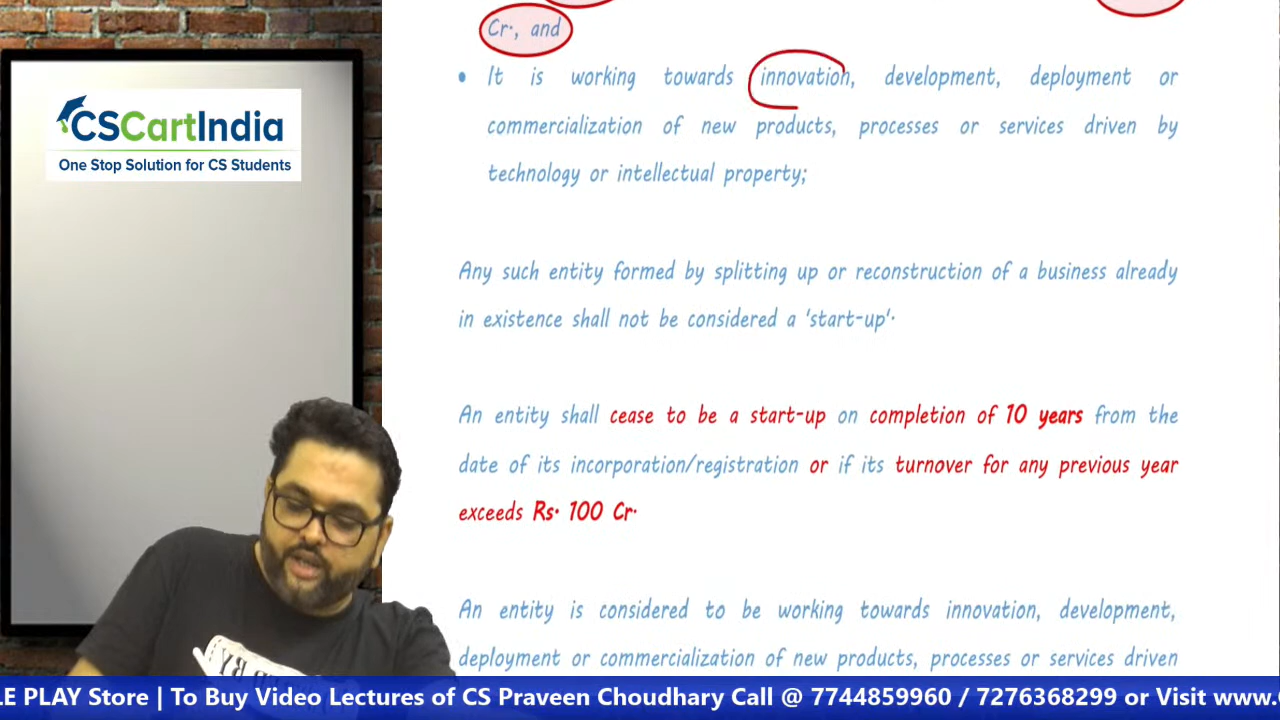 Cr., and
• It is working towards innovation, development, deployment or
commercialization of new products, processes or services driven by
technology or intellectual property;
Any such entity formed by splitting up or reconstruction of a business already
in existence shall not be considered a 'start-up'.
An entity shall cease to be a start-up on completion of 10 years from the
date of its incorporation/registration or if its turnover for any previous year
exceeds Rs. 100 Cr.
An entity is considered to be working towards innovation, development,
deployment or commercialization of new products, processes or services driven
CSCartIndia
One Stop Solution for CS Students
LE PLAY Store | To Buy Video Lectures of CS Praveen Choudhary Call @ 7744859960 / 7276368299 or Visit www.